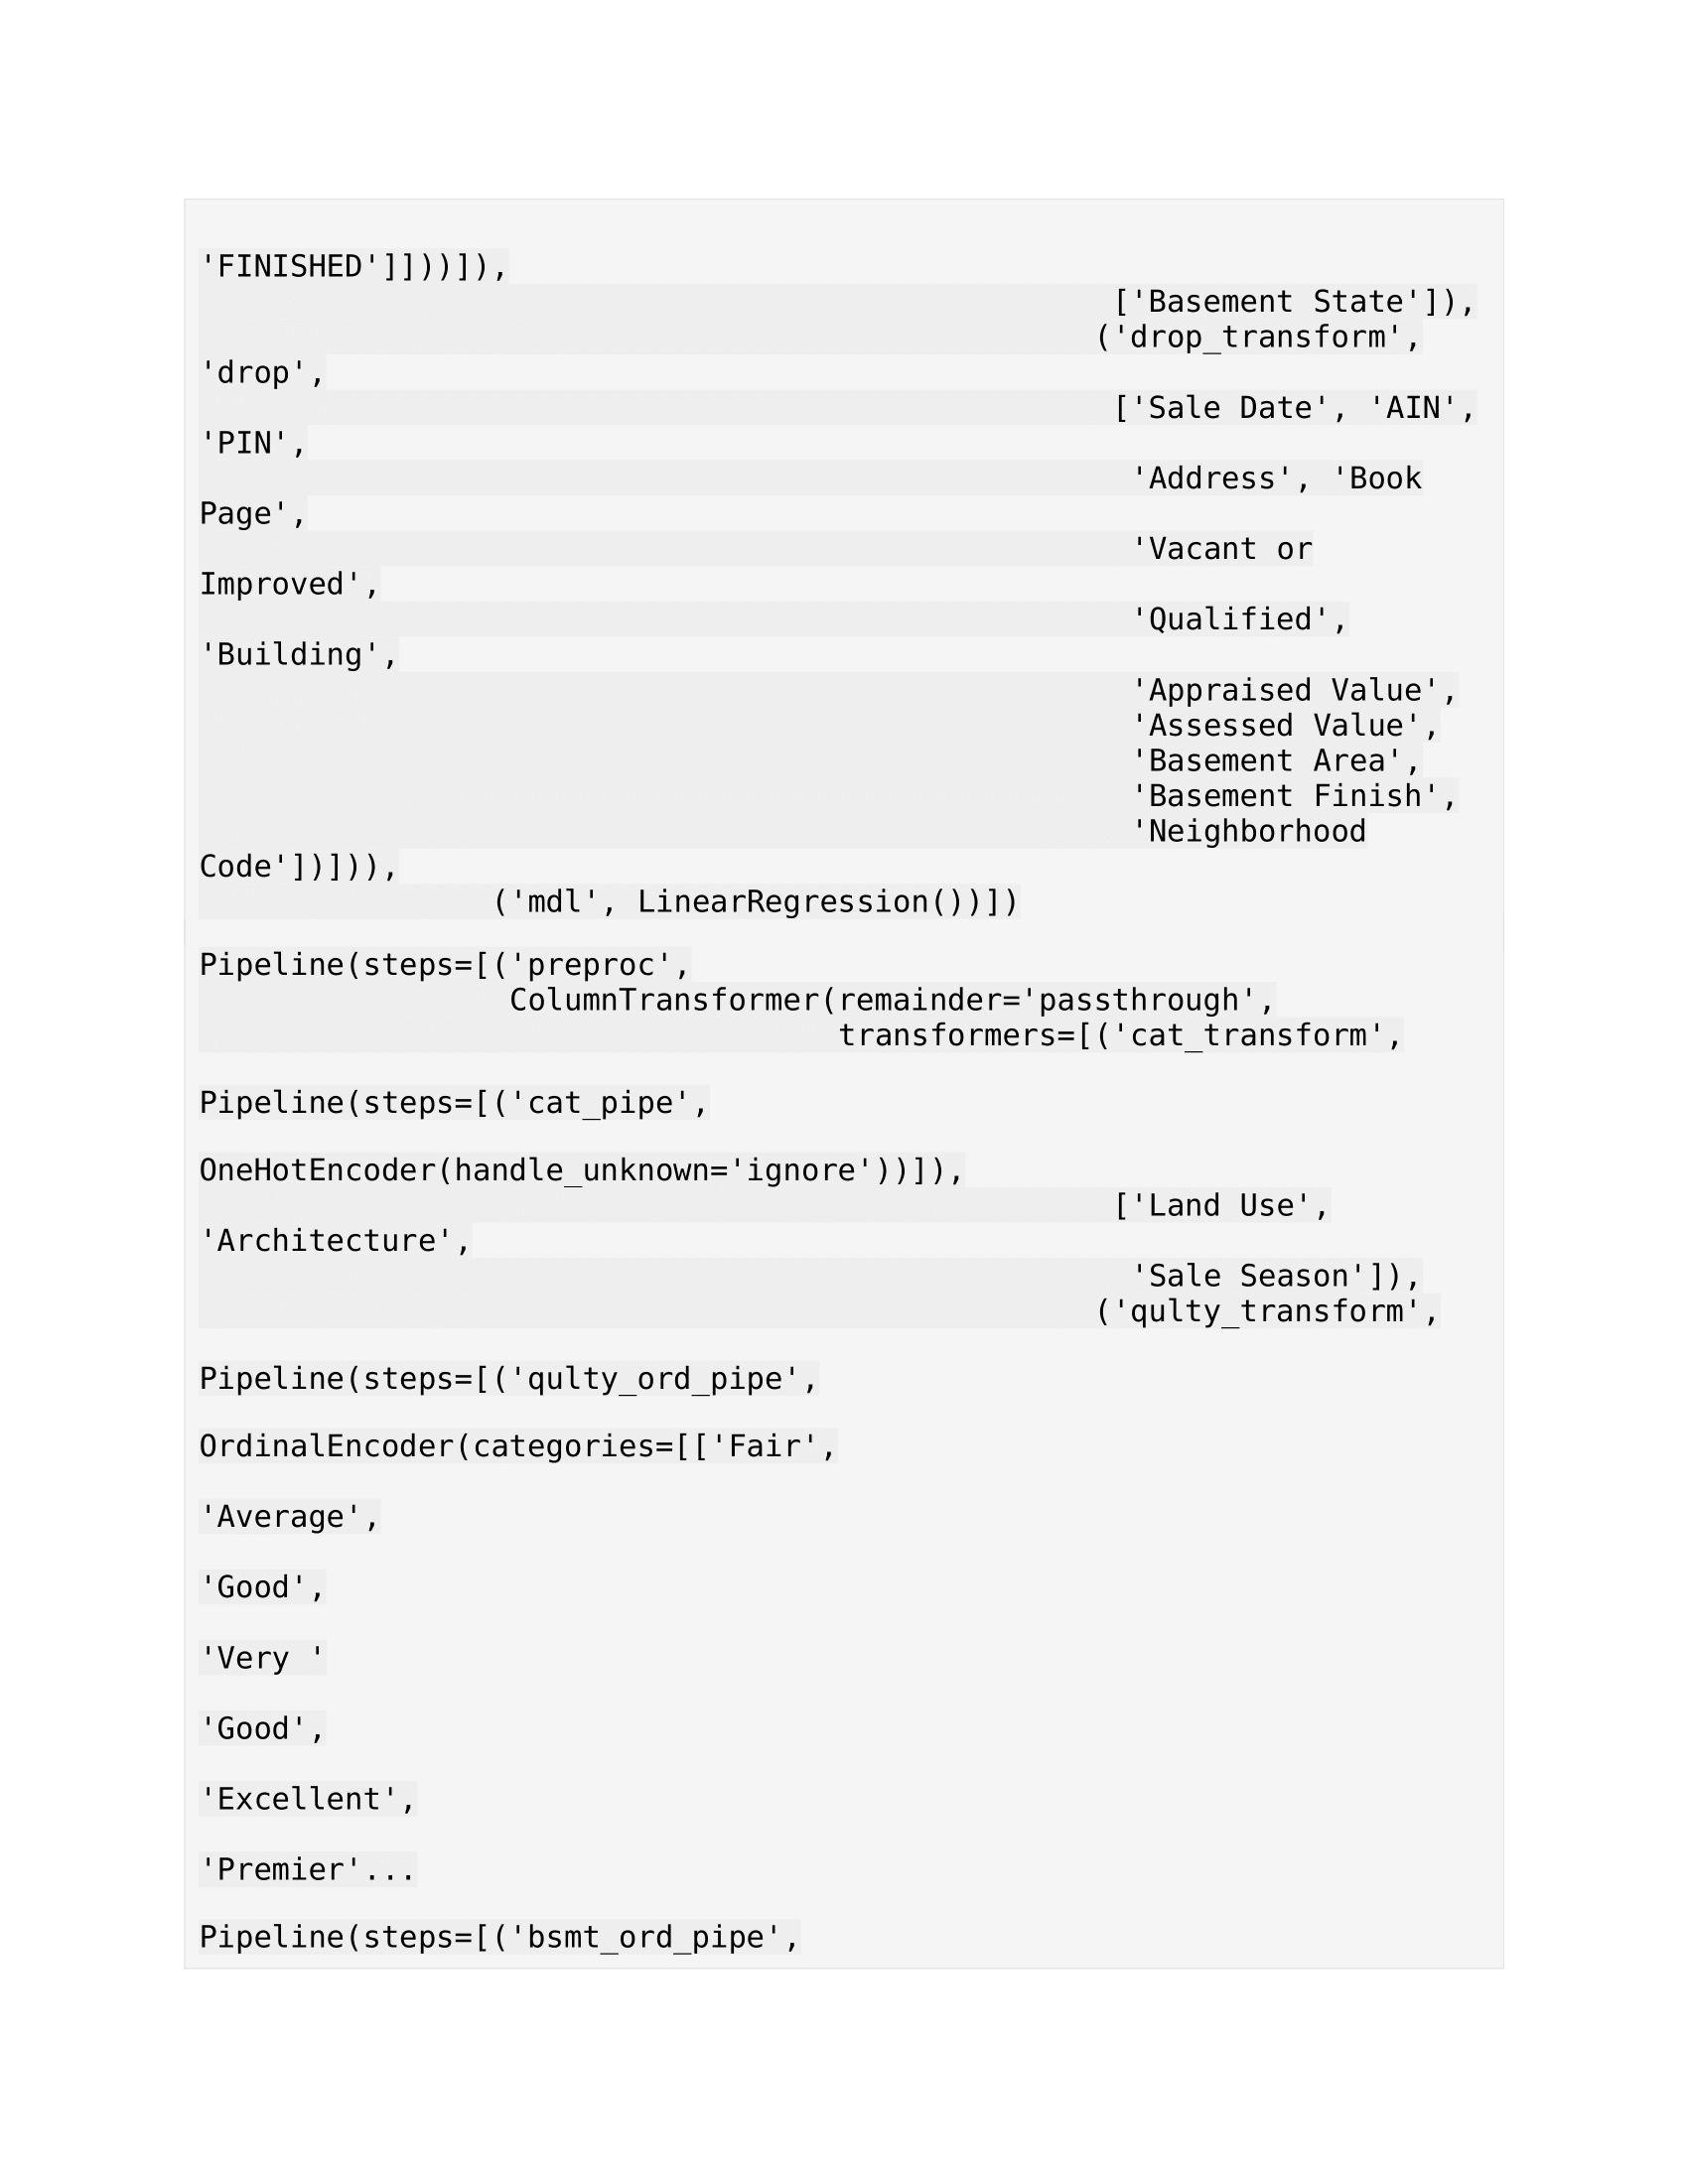 'FINISHED']]))]),
['Basement State']),
('drop_transform',
'drop',
['Sale Date', 'AIN',
'PIN',
'Address', 'Book
Page',
'Vacant or
Improved',
'Qualified',
'Building',
'Appraised Value',
'Assessed Value',
'Basement Area',
'Basement Finish',
'Neighborhood
Code'])])),
('mdl', LinearRegression())])
Pipeline(steps=[('preproc',
ColumnTransformer(remainder='passthrough',
transformers=[('cat_transform',
Pipeline(steps=[('cat_pipe',
OneHotEncoder(handle_unknown='ignore'))]),
['Land Use',
'Architecture',
'Sale Season']),
('qulty_transform',
Pipeline(steps=[('qulty_ord_pipe',
OrdinalEncoder(categories=[['Fair',
'Average',
'Good',
'Very '
'Good',
'Excellent',
'Premier'...
Pipeline(steps=[('bsmt_ord_pipe',